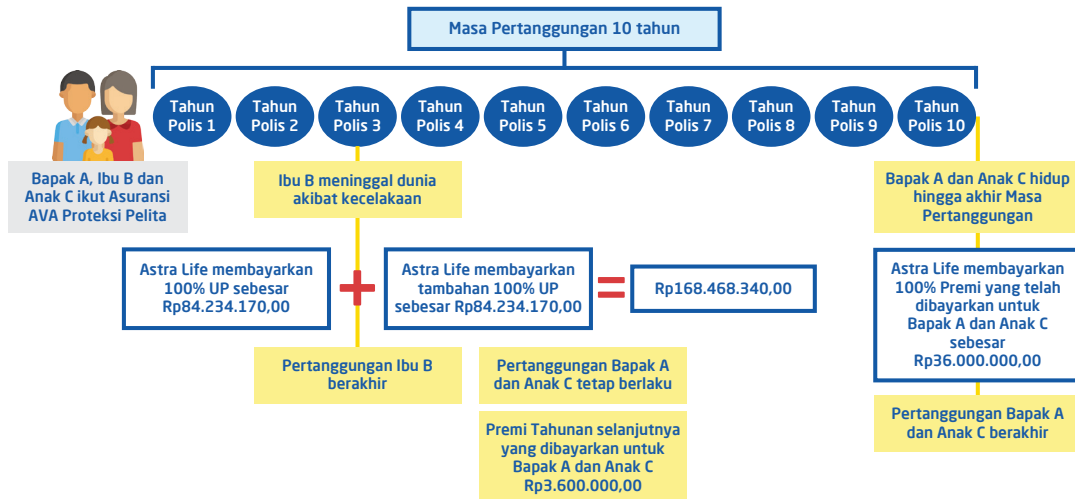 Masa Pertanggungan 10 tahun
Tahun
Polis 1
Tahun
Polis 2
Tahun
Polis 3
Tahun
Polis 4
Tahun
Polis 5
Tahun
Polis 6
Tahun
Polis 7
Tahun
Polis 8
Tahun
Polis 9
Tahun
Polis 10
Bapak A, Ibu B dan
Anak C ikut Asuransi
AVA Proteksi Pelita
Ibu B meninggal dunia
akibat kecelakaan
Bapak A dan Anak C hidup
hingga akhir Masa
Pertanggungan
Astra Life membayarkan
100% UP sebesar
Rp84.234.170,00
+
Astra Life membayarkan
tambahan 100% UP
sebesar Rp84.234.170,00
=
Rp168.468.340,00
Astra Life membayarkan
100% Premi yang telah
dibayarkan untuk
Bapak A dan Anak C
sebesar
Rp36.000.000,00
Pertanggungan Ibu B
berakhir
Pertanggungan Bapak A
dan Anak C tetap berlaku
Premi Tahunan selanjutnya
yang dibayarkan untuk
Bapak A dan Anak C
Rp3.600.000,00
Pertanggungan Bapak A
dan Anak C berakhir